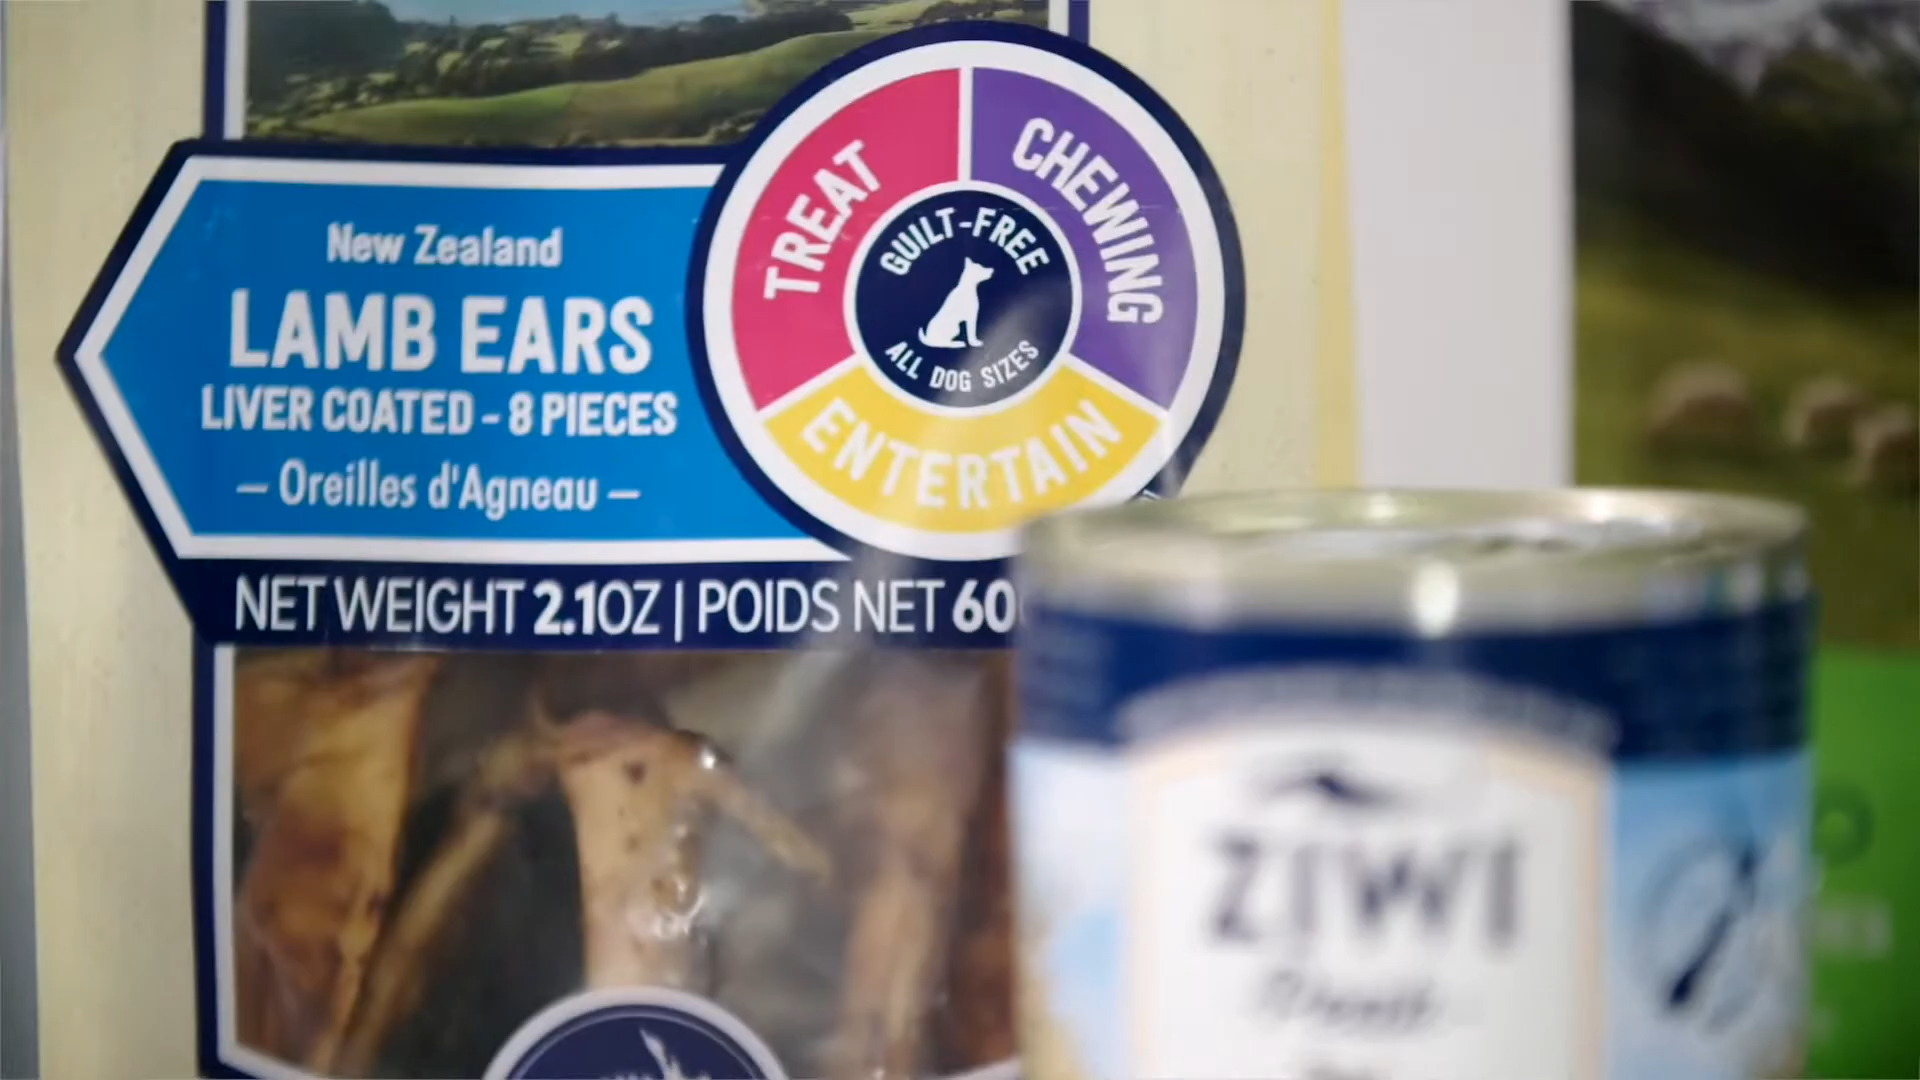 New Zealand
LAMB EARS
LIVER COATED - 8 PIECES
– Oreilles d'Agneau –
TREAT
CHEWING
ENTERTAIN
GUILT-FREE
ALL DOG SIZES
NET WEIGHT 2.1OZ | POIDS NET 60
ZIWI